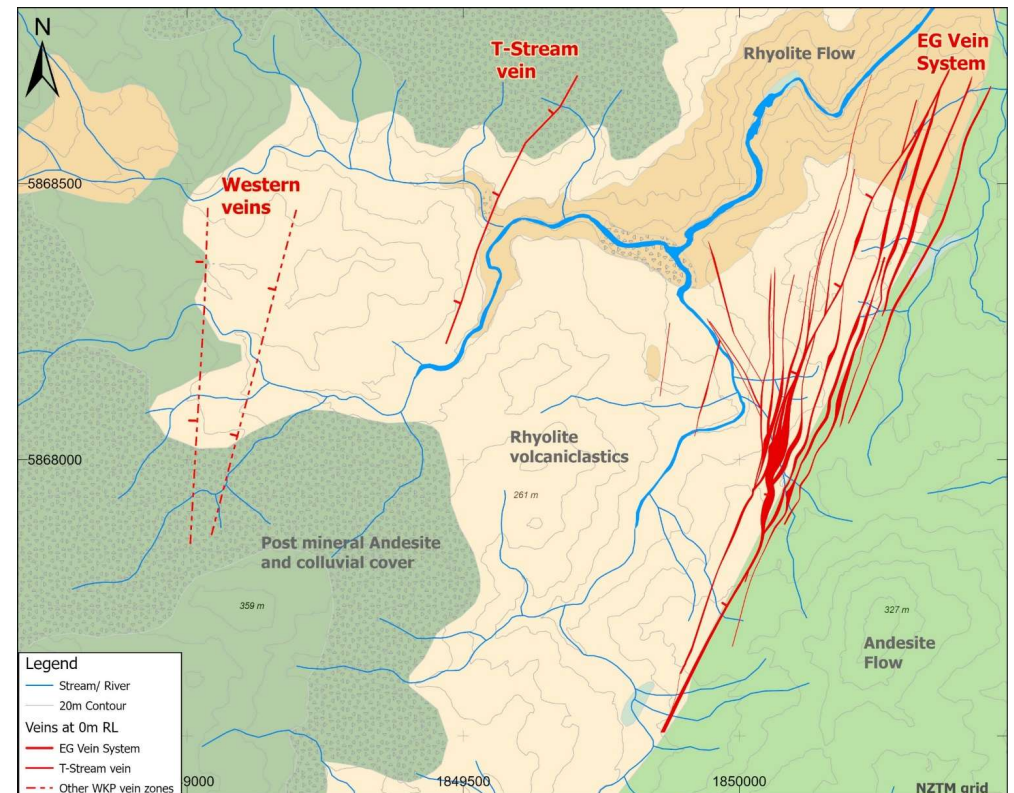 N
T-Stream
vein
Rhyolite Flow
EG Vein
System
5868500
Western
veins
Rhyolite
volcaniclastics
5868000
261 m
Post mineral Andesite
and colluvial cover
359 m
327 m
Andesite
Flow
Legend
Stream/ River
20m Contour
Veins at 0m RL
EG Vein System
T-Stream vein
Other WKP vein zones
9000
1849500
1850000
NZTM grid